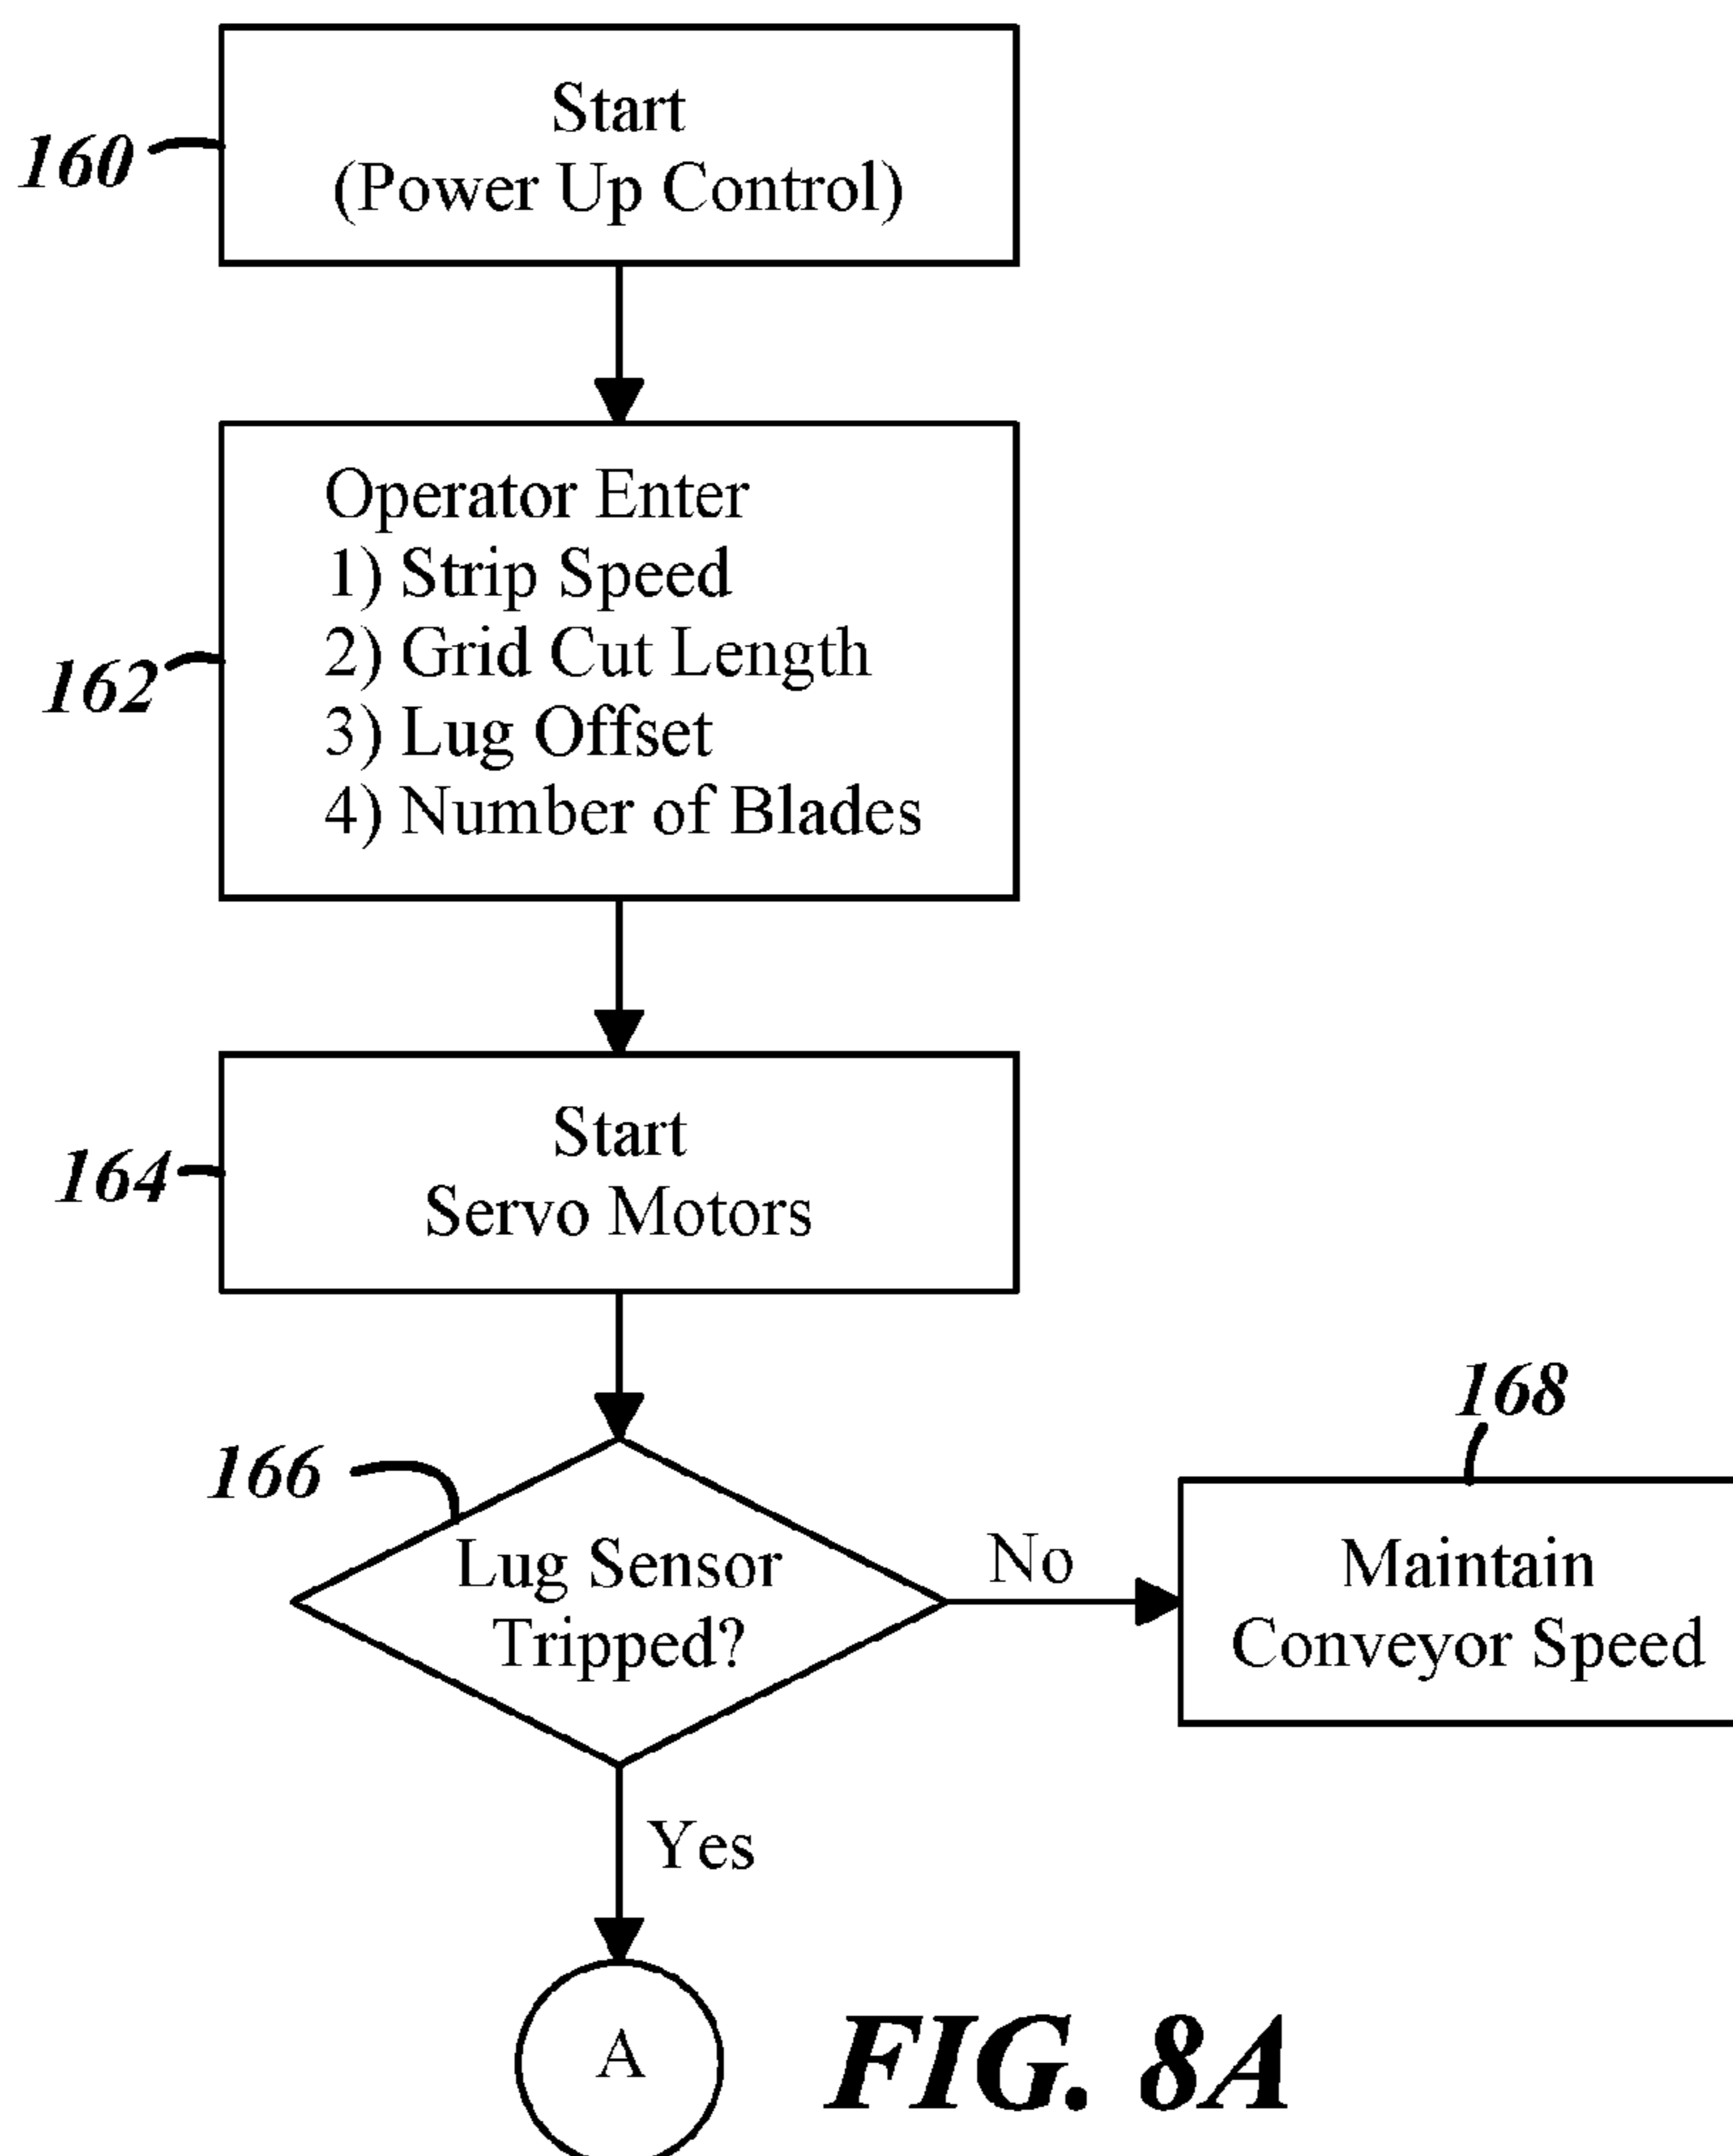 160
Start
(Power Up Control)
162
Operator Enter
1) Strip Speed
2) Grid Cut Length
3) Lug Offset
4) Number of Blades
164
Start
Servo Motors
166
Lug Sensor
Tripped?
No
168
Maintain
Conveyor Speed
Yes
A
FIG. 8A